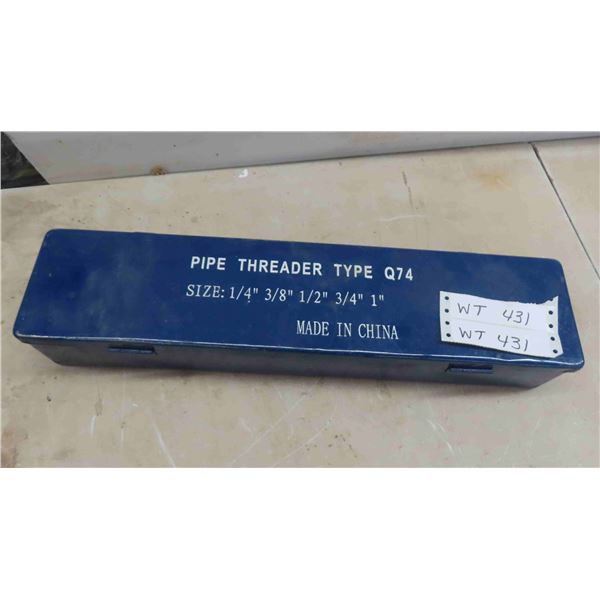 PIPE THREADER TYPE Q74
SIZE: 1/4" 3/8" 1/2" 3/4" 1"
MADE IN CHINA
WT 431
WT 431